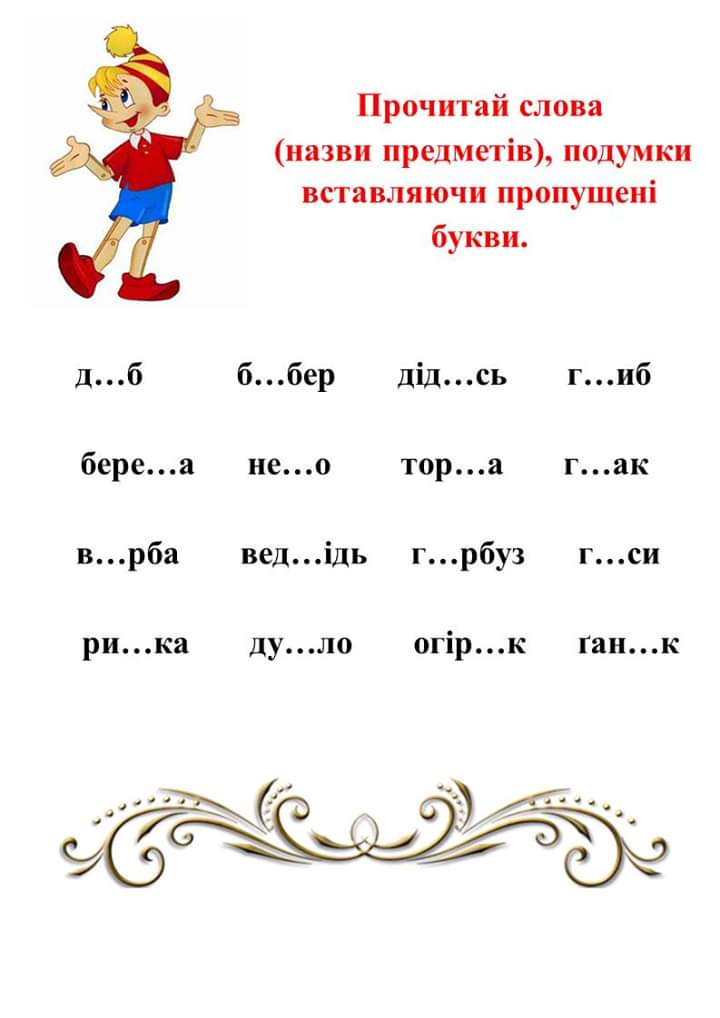 Прочитай слова
(назви предметів), подумки
вставляючи пропущені
букви.
д…б б…бер дід…сь г…иб
бере…а не…о тор…а г…ак
в…рба вед…ідь г…рбуз г…си
ри…ка ду…ло огір…к ґан…к